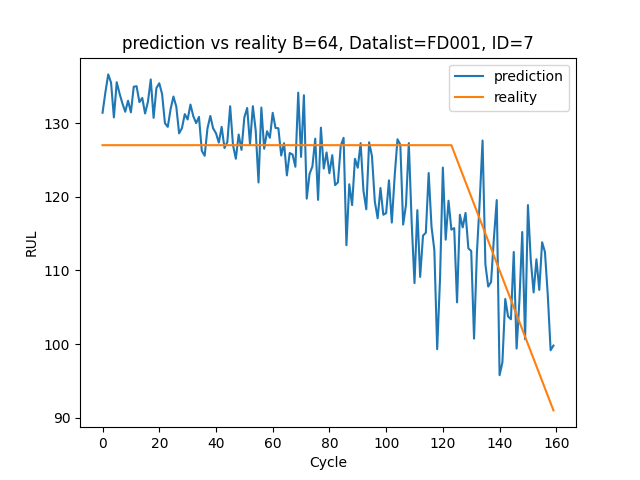 prediction vs reality B=64, Datalist=FD001, ID=7
prediction
reality
RUL
130
120
110
100
90
0 20 40 60 80 100 120 140 160
Cycle